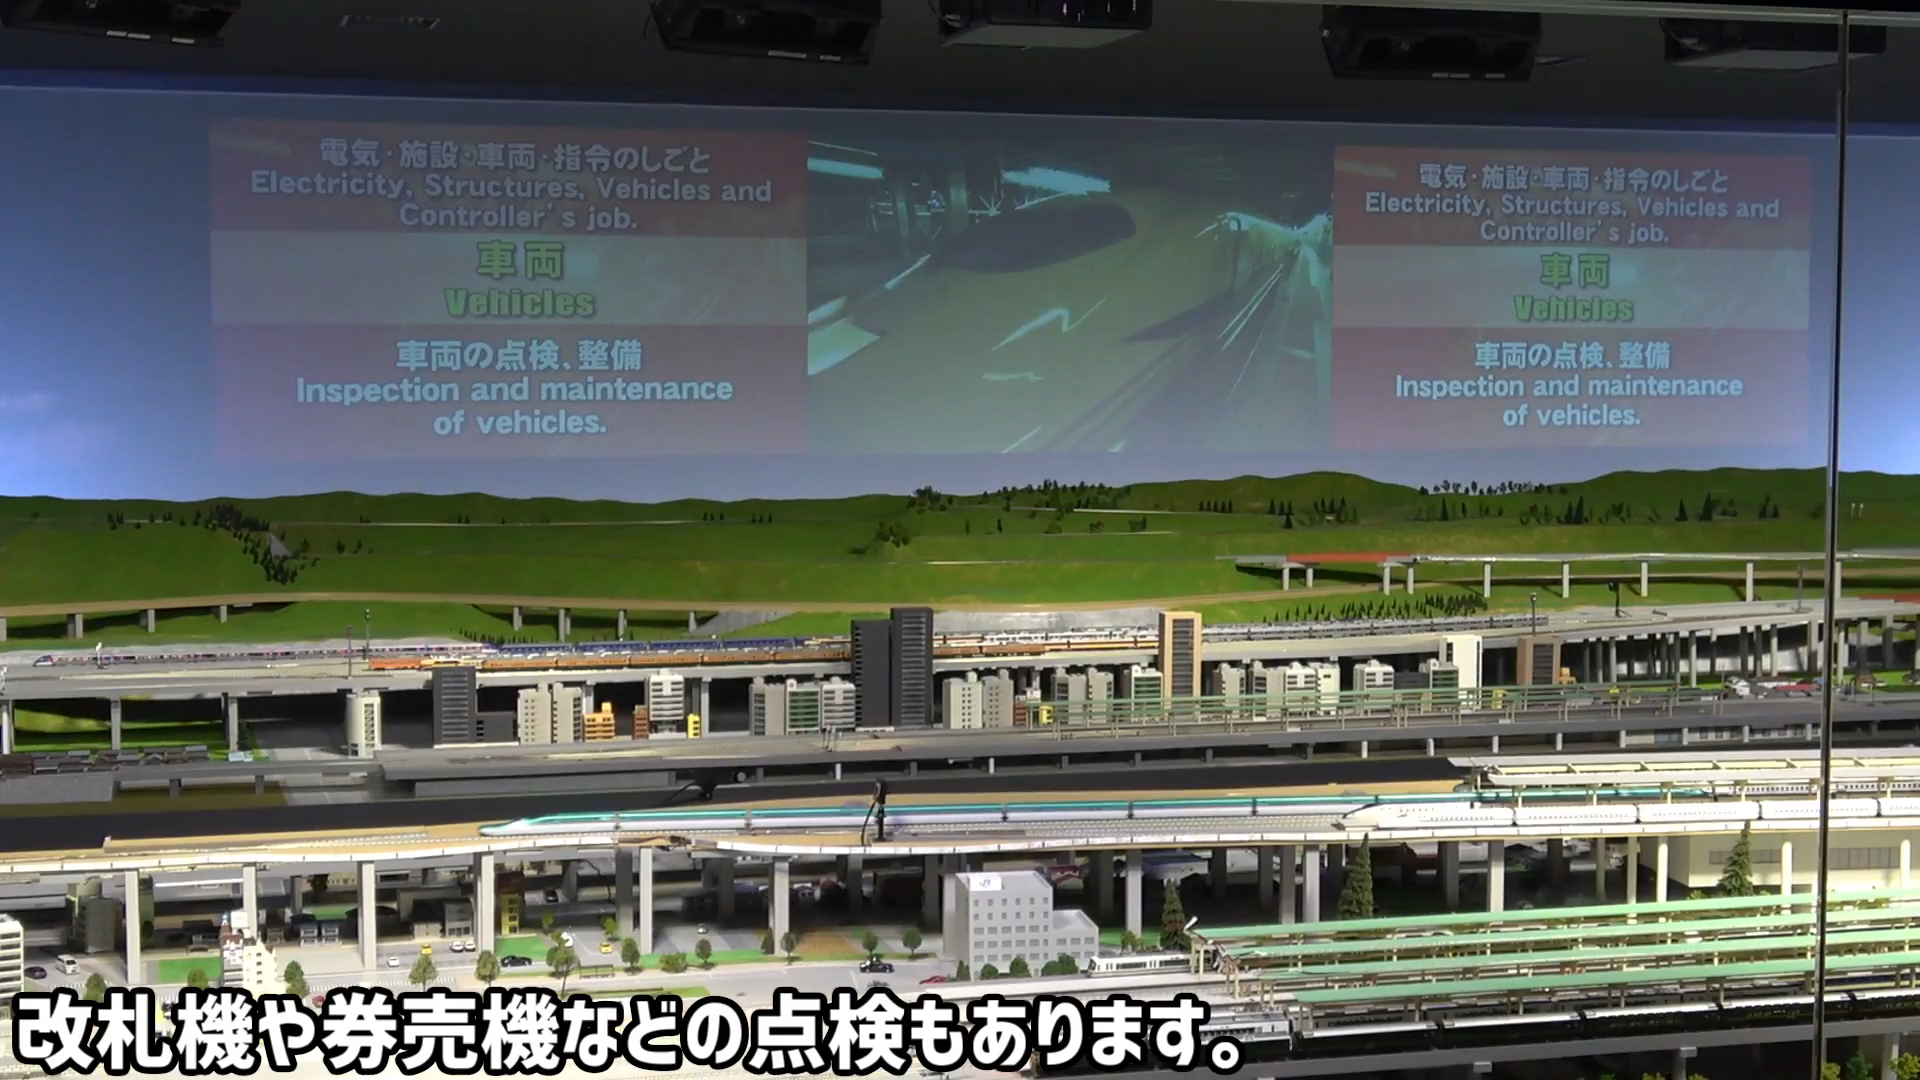 電気・施設・車両・指令のしごと
Electricity, Structures, Vehicles and
Controller's job.
車両
Vehicles
車両の点検、整備
Inspection and maintenance
of vehicles.
電気・施設・車両・指令のしごと
Electricity, Structures, Vehicles and
Controller's job.
車両
Vehicles
車両の点検、整備
Inspection and maintenance
of vehicles.
改札機や券売機などの点検もあります。